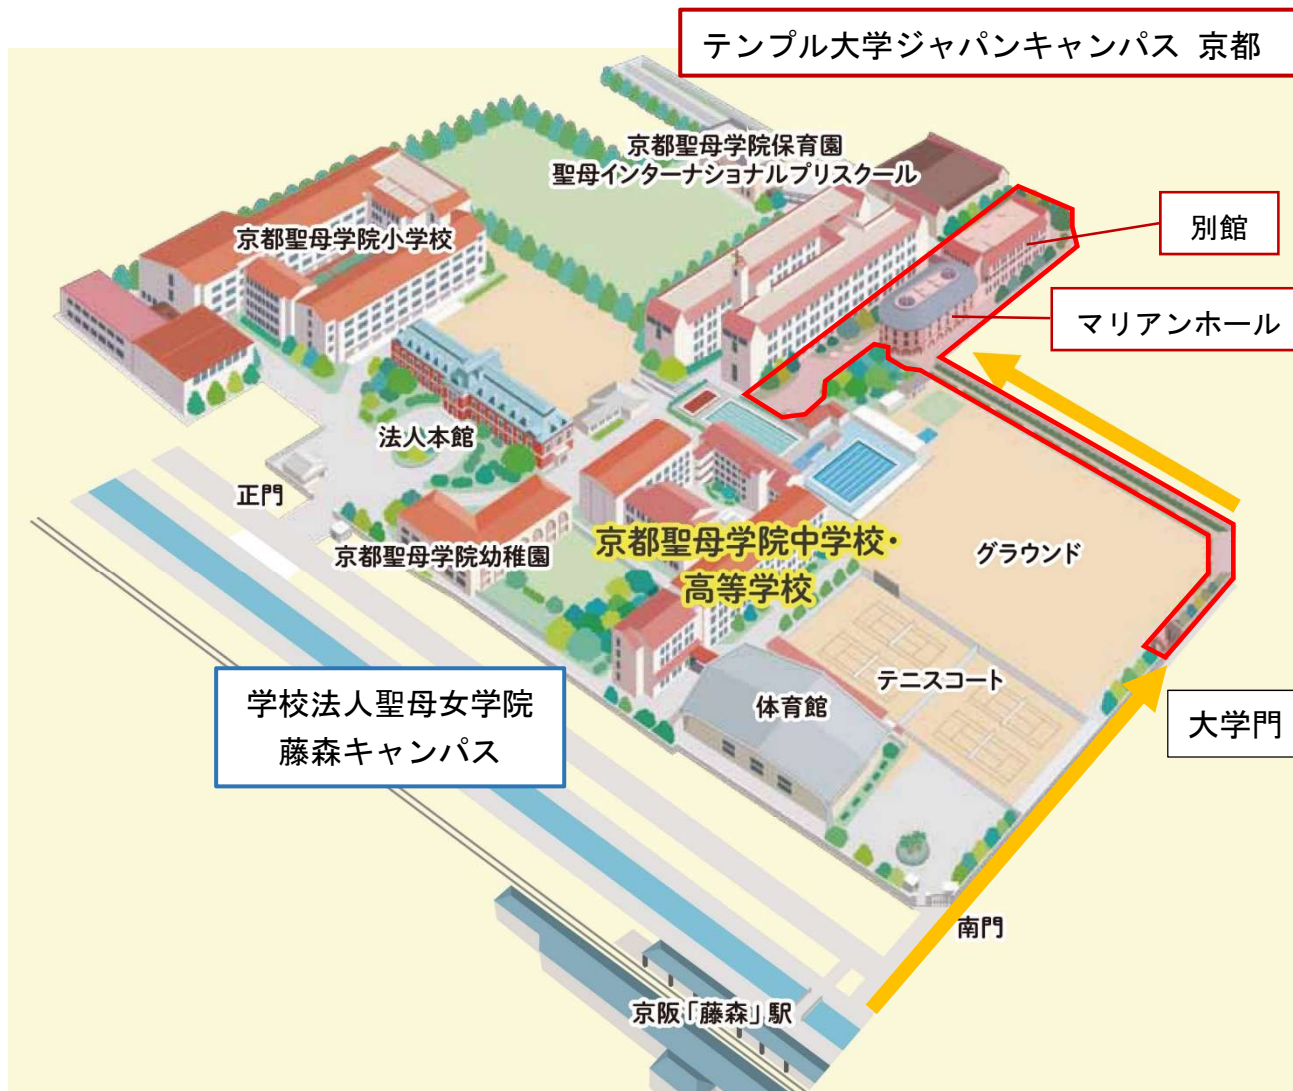 テンプル大学ジャパンキャンパス 京都
京都聖母学院保育園
聖母インターナショナルプリスクール
別館
京都聖母学院小学校
マリアンホール
法人本館
正門
京都聖母学院幼稚園
京都聖母学院中学校・
高等学校
グラウンド
学校法人聖母女学院
藤森キャンパス
テニスコート
体育館
大学門
南門
京阪「藤森」駅